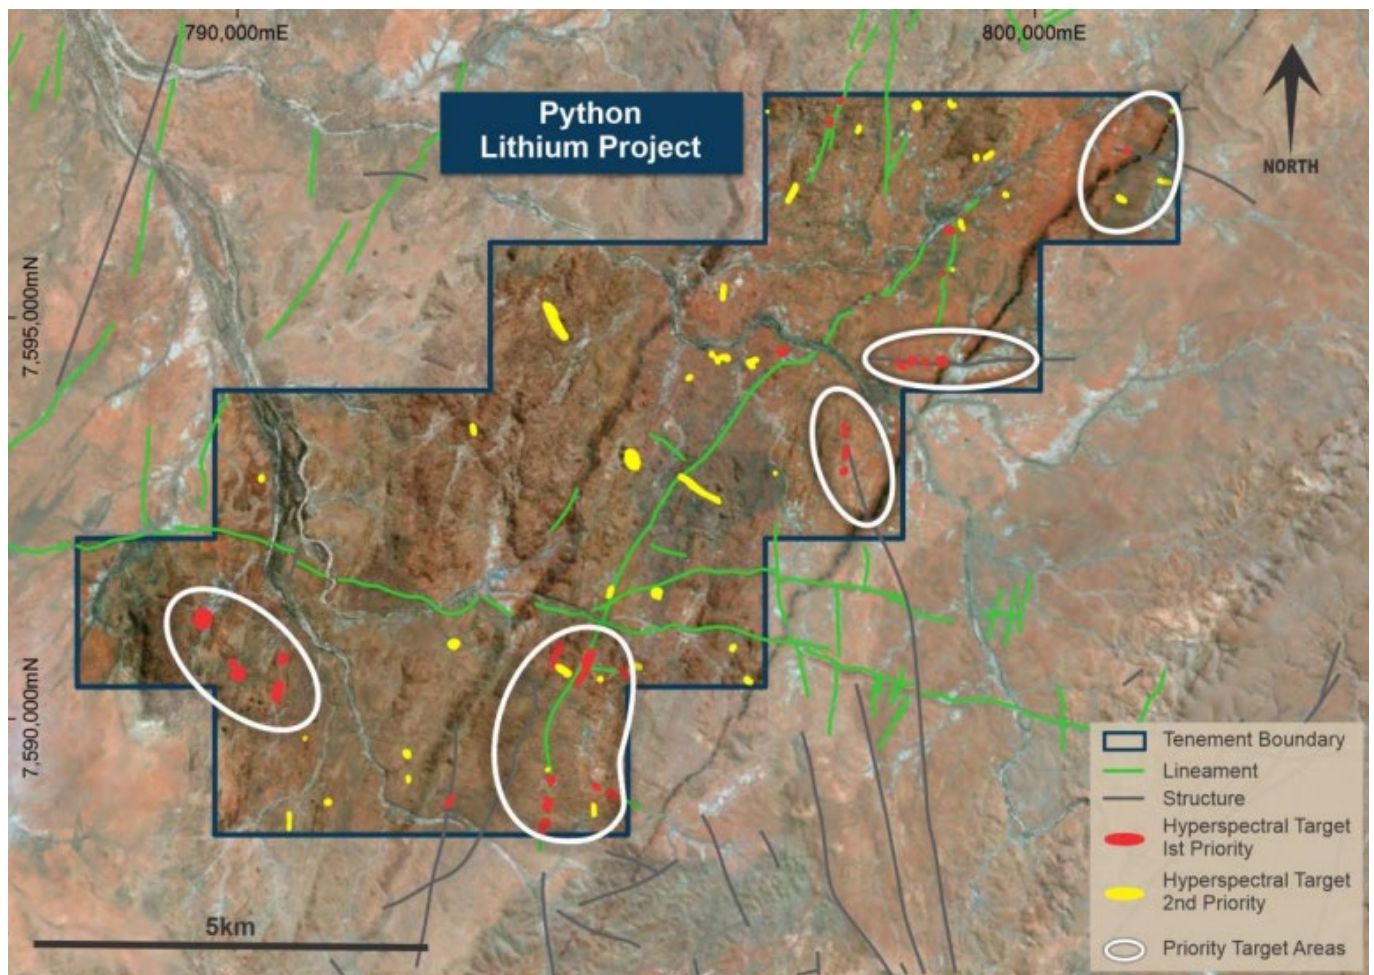 790,000mE
800,000mE
Python
Lithium Project
NORTH
7,595,000mN
7,590,000mN
Tenement Boundary
Lineament
Structure
Hyperspectral Target
Ist Priority
Hyperspectral Target
2nd Priority
Priority Target Areas
5km